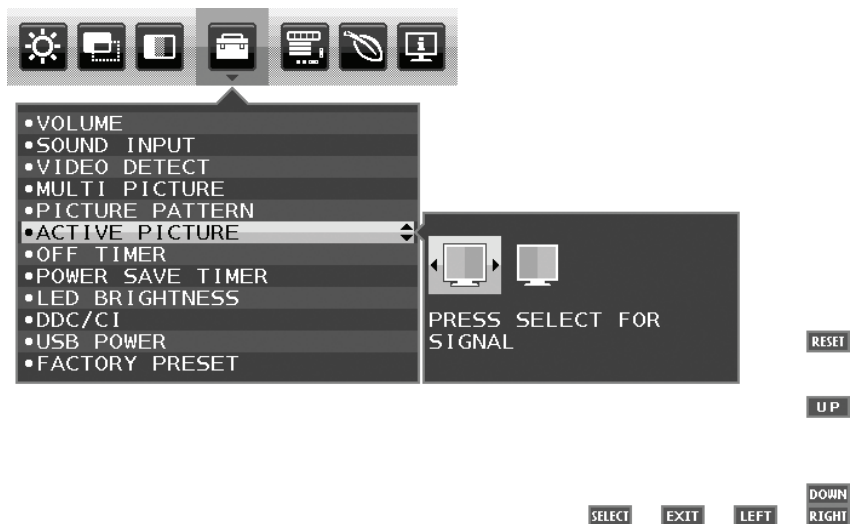 •VOLUME
•SOUND INPUT
•VIDEO DETECT
•MULTI PICTURE
•PICTURE PATTERN
•ACTIVE PICTURE
•OFF TIMER
•POWER SAVE TIMER
•LED BRIGHTNESS
•DDC/CI
•USB POWER
•FACTORY PRESET
PRESS SELECT FOR
SIGNAL
RESET
UP
DOWN
SELECT EXIT LEFT RIGHT